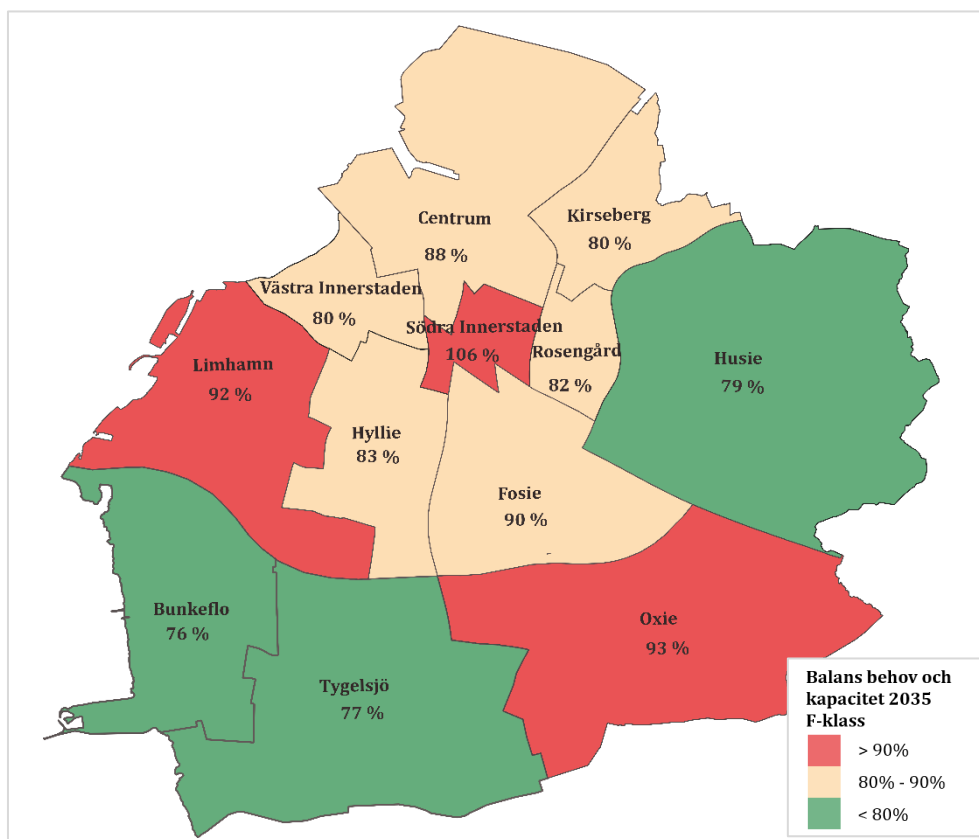 Centrum
88 %
Kirseberg
80 %
Västra Innerstaden
80 %
Södra Innerstaden
106 %
Rosengård
82 %
Husie
79 %
Limhamn
92 %
Hyllie
83 %
Fosie
90 %
Bunkeflo
76 %
Tygelsjö
77 %
Oxie
93 %
Balans behov och
kapacitet 2035
F-klass
> 90%
80% - 90%
< 80%